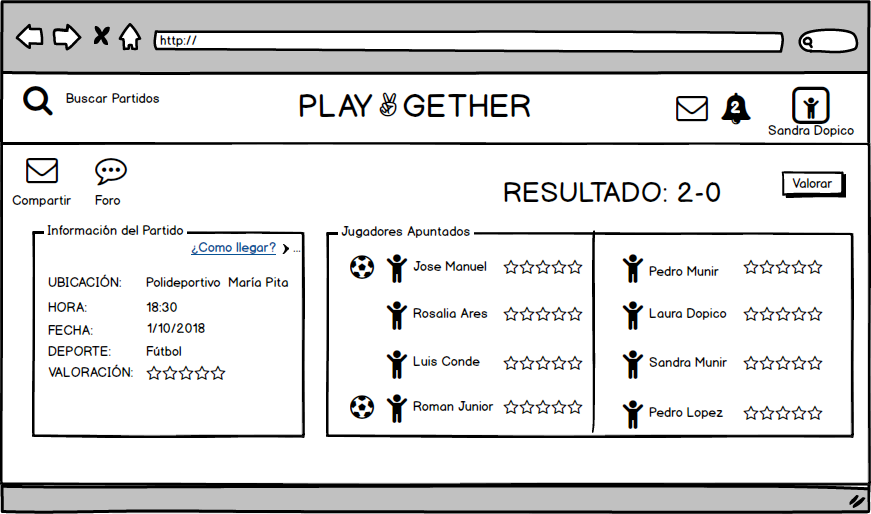 http://
Buscar Partidos
PLAY✌GETHER
2
Sandra Dopico
Compartir
Foro
RESULTADO: 2-0
Valorar
Información del Partido
¿Como llegar? ...
UBICACIÓN: Polideportivo María Pita
HORA: 18:30
FECHA: 1/10/2018
DEPORTE: Fútbol
VALORACIÓN:
Jugadores Apuntados
Jose Manuel
Rosalia Ares
Luis Conde
Roman Junior
Pedro Munir
Laura Dopico
Sandra Munir
Pedro Lopez